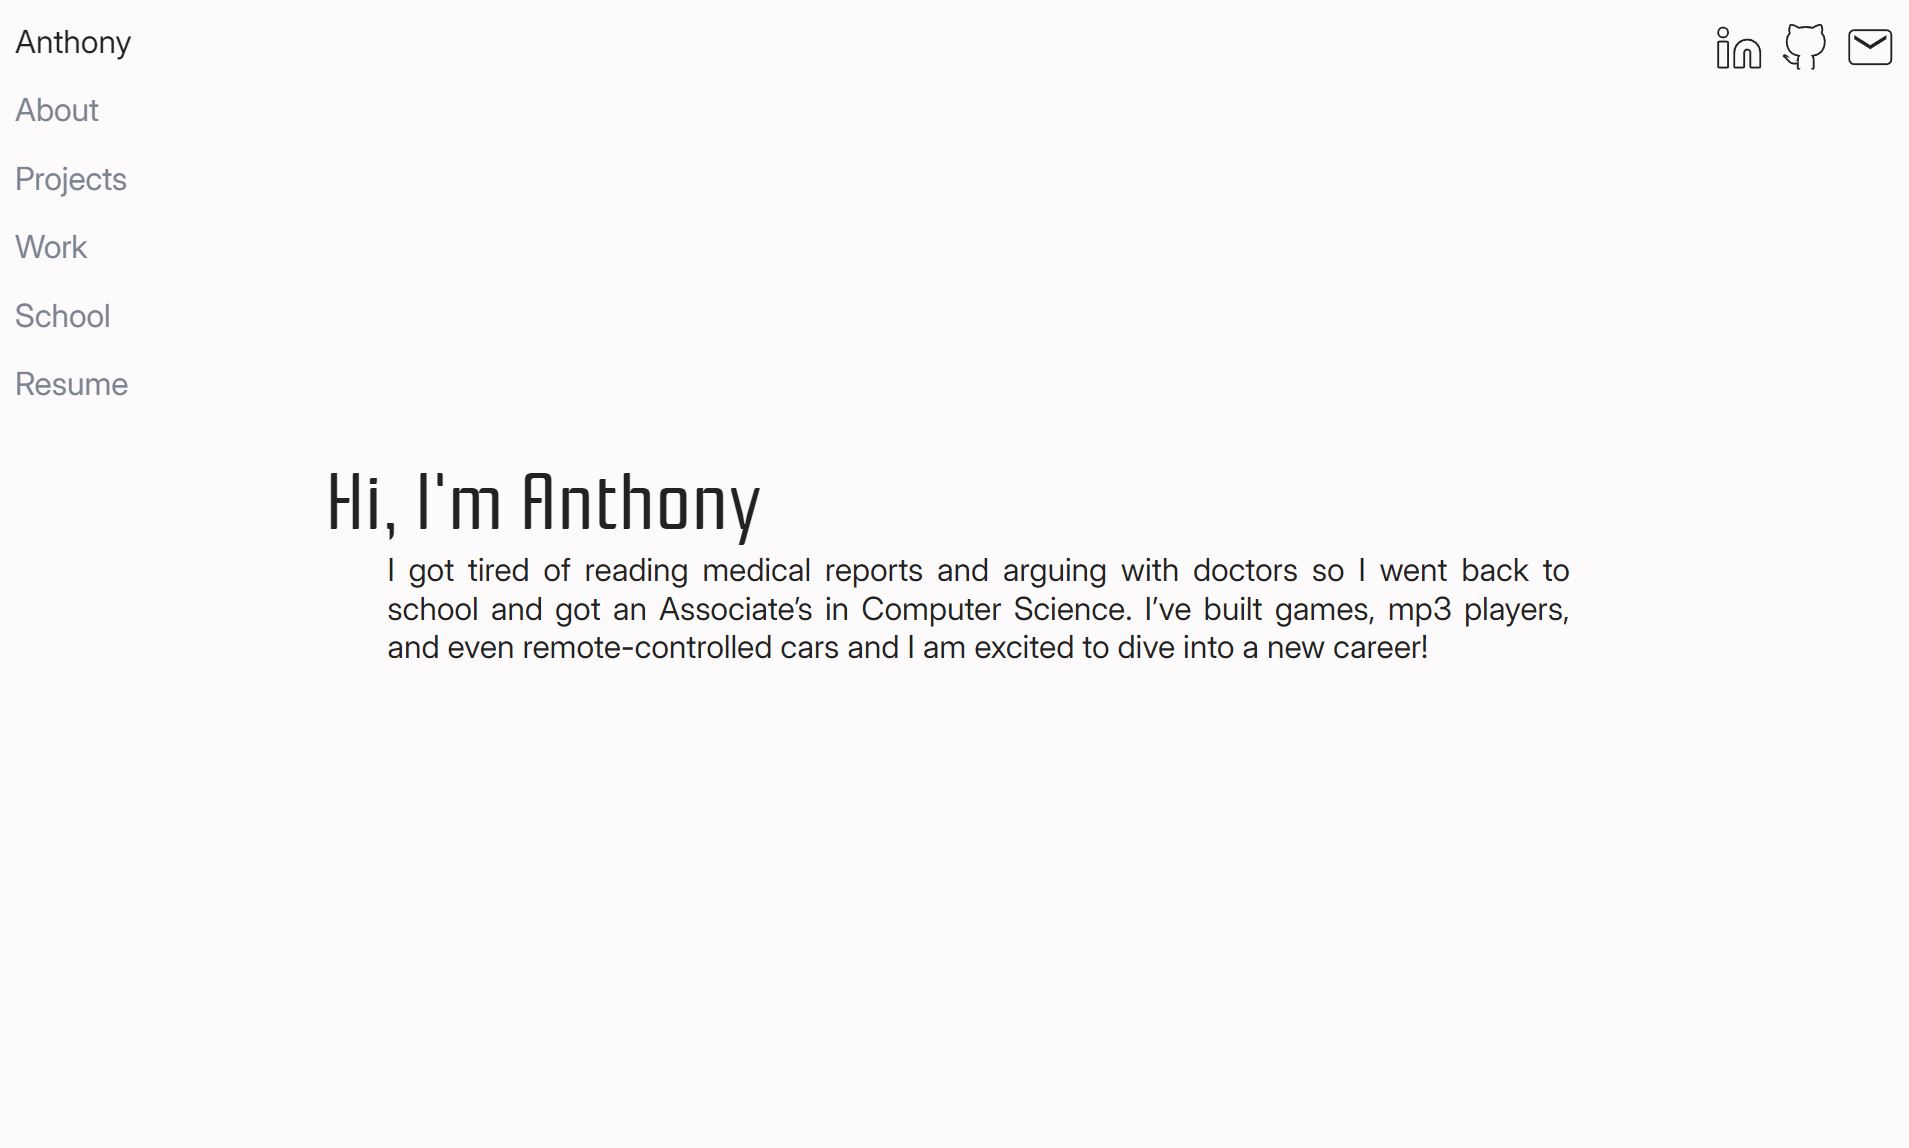 Anthony
About
Projects
Work
School
Resume
Hi, I'm Anthony
I got tired of reading medical reports and arguing with doctors so I went back to
school and got an Associate’s in Computer Science. I’ve built games, mp3 players,
and even remote-controlled cars and I am excited to dive into a new career!